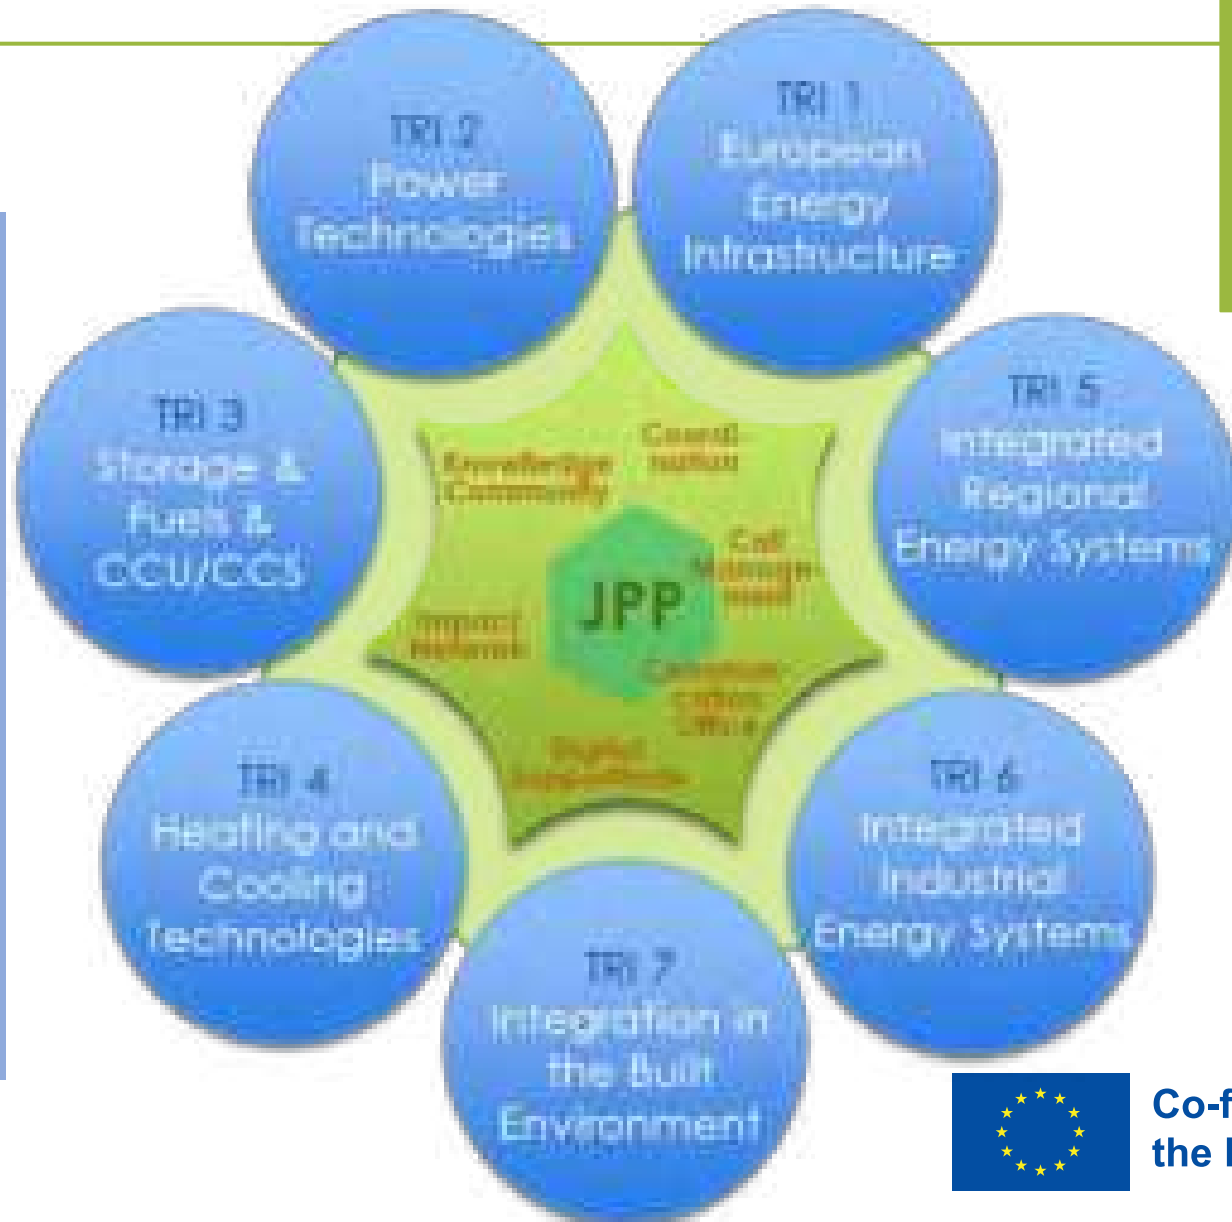 TRI 2
Power
Technologies
TRI 1
European
Energy
Infrastructure
TRI 3
Storage &
Fuels &
CCU/CCS
TRI 5
Integrated
Regional
Energy Systems
Knowledge
Community
Coordi-
nation
Call
Manage-
ment
JPP
Impact
Network
Office
Digital
TRI 4
Heating and
Cooling
Technologies
TRI 6
Integrated
Industrial
Energy Systems
TRI 7
Integration in
the Built
Environment
Co-f
the